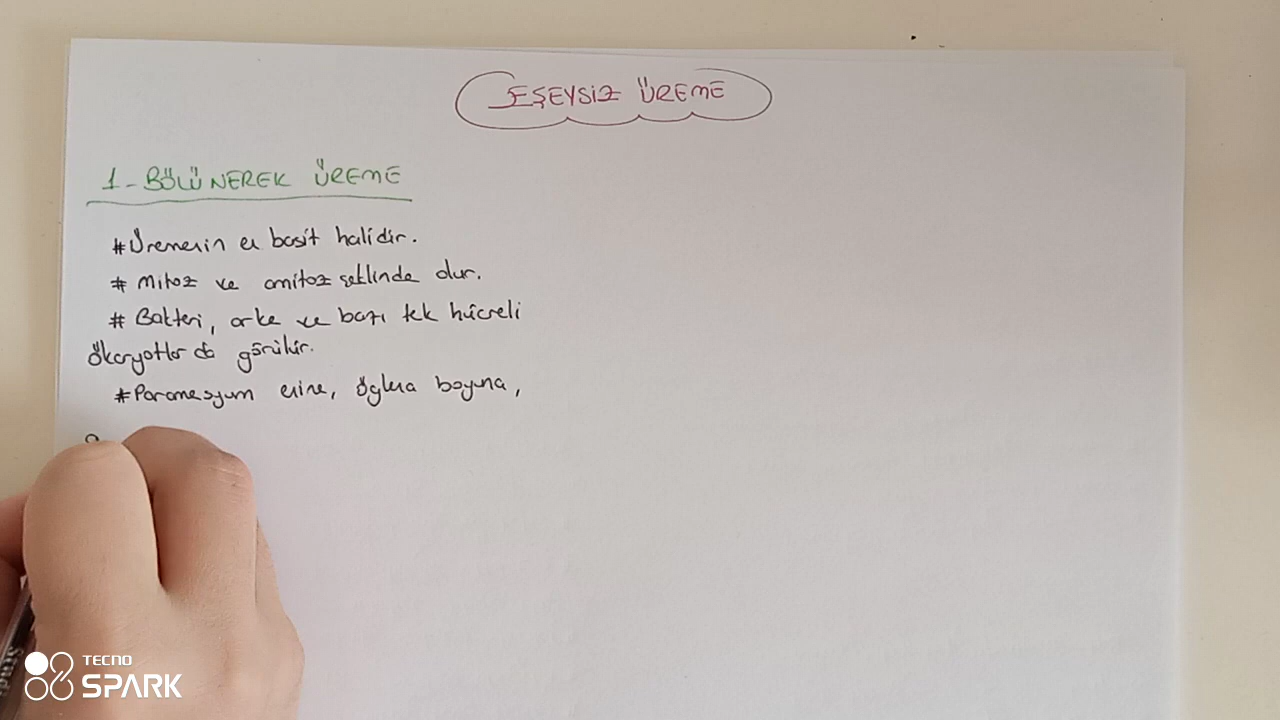 EŞEYSİZ ÜREME
1-BÖLÜNEREK ÜREME
#Üremenin en basit halidir.
# Mitoz ve amitoz şeklinde olur.
# Bakteri, arke ve bazı tek hücreli
Ökaryotlarda görülür.
#Paramesyum enine, öglena boyuna,
TECNO
SPARK